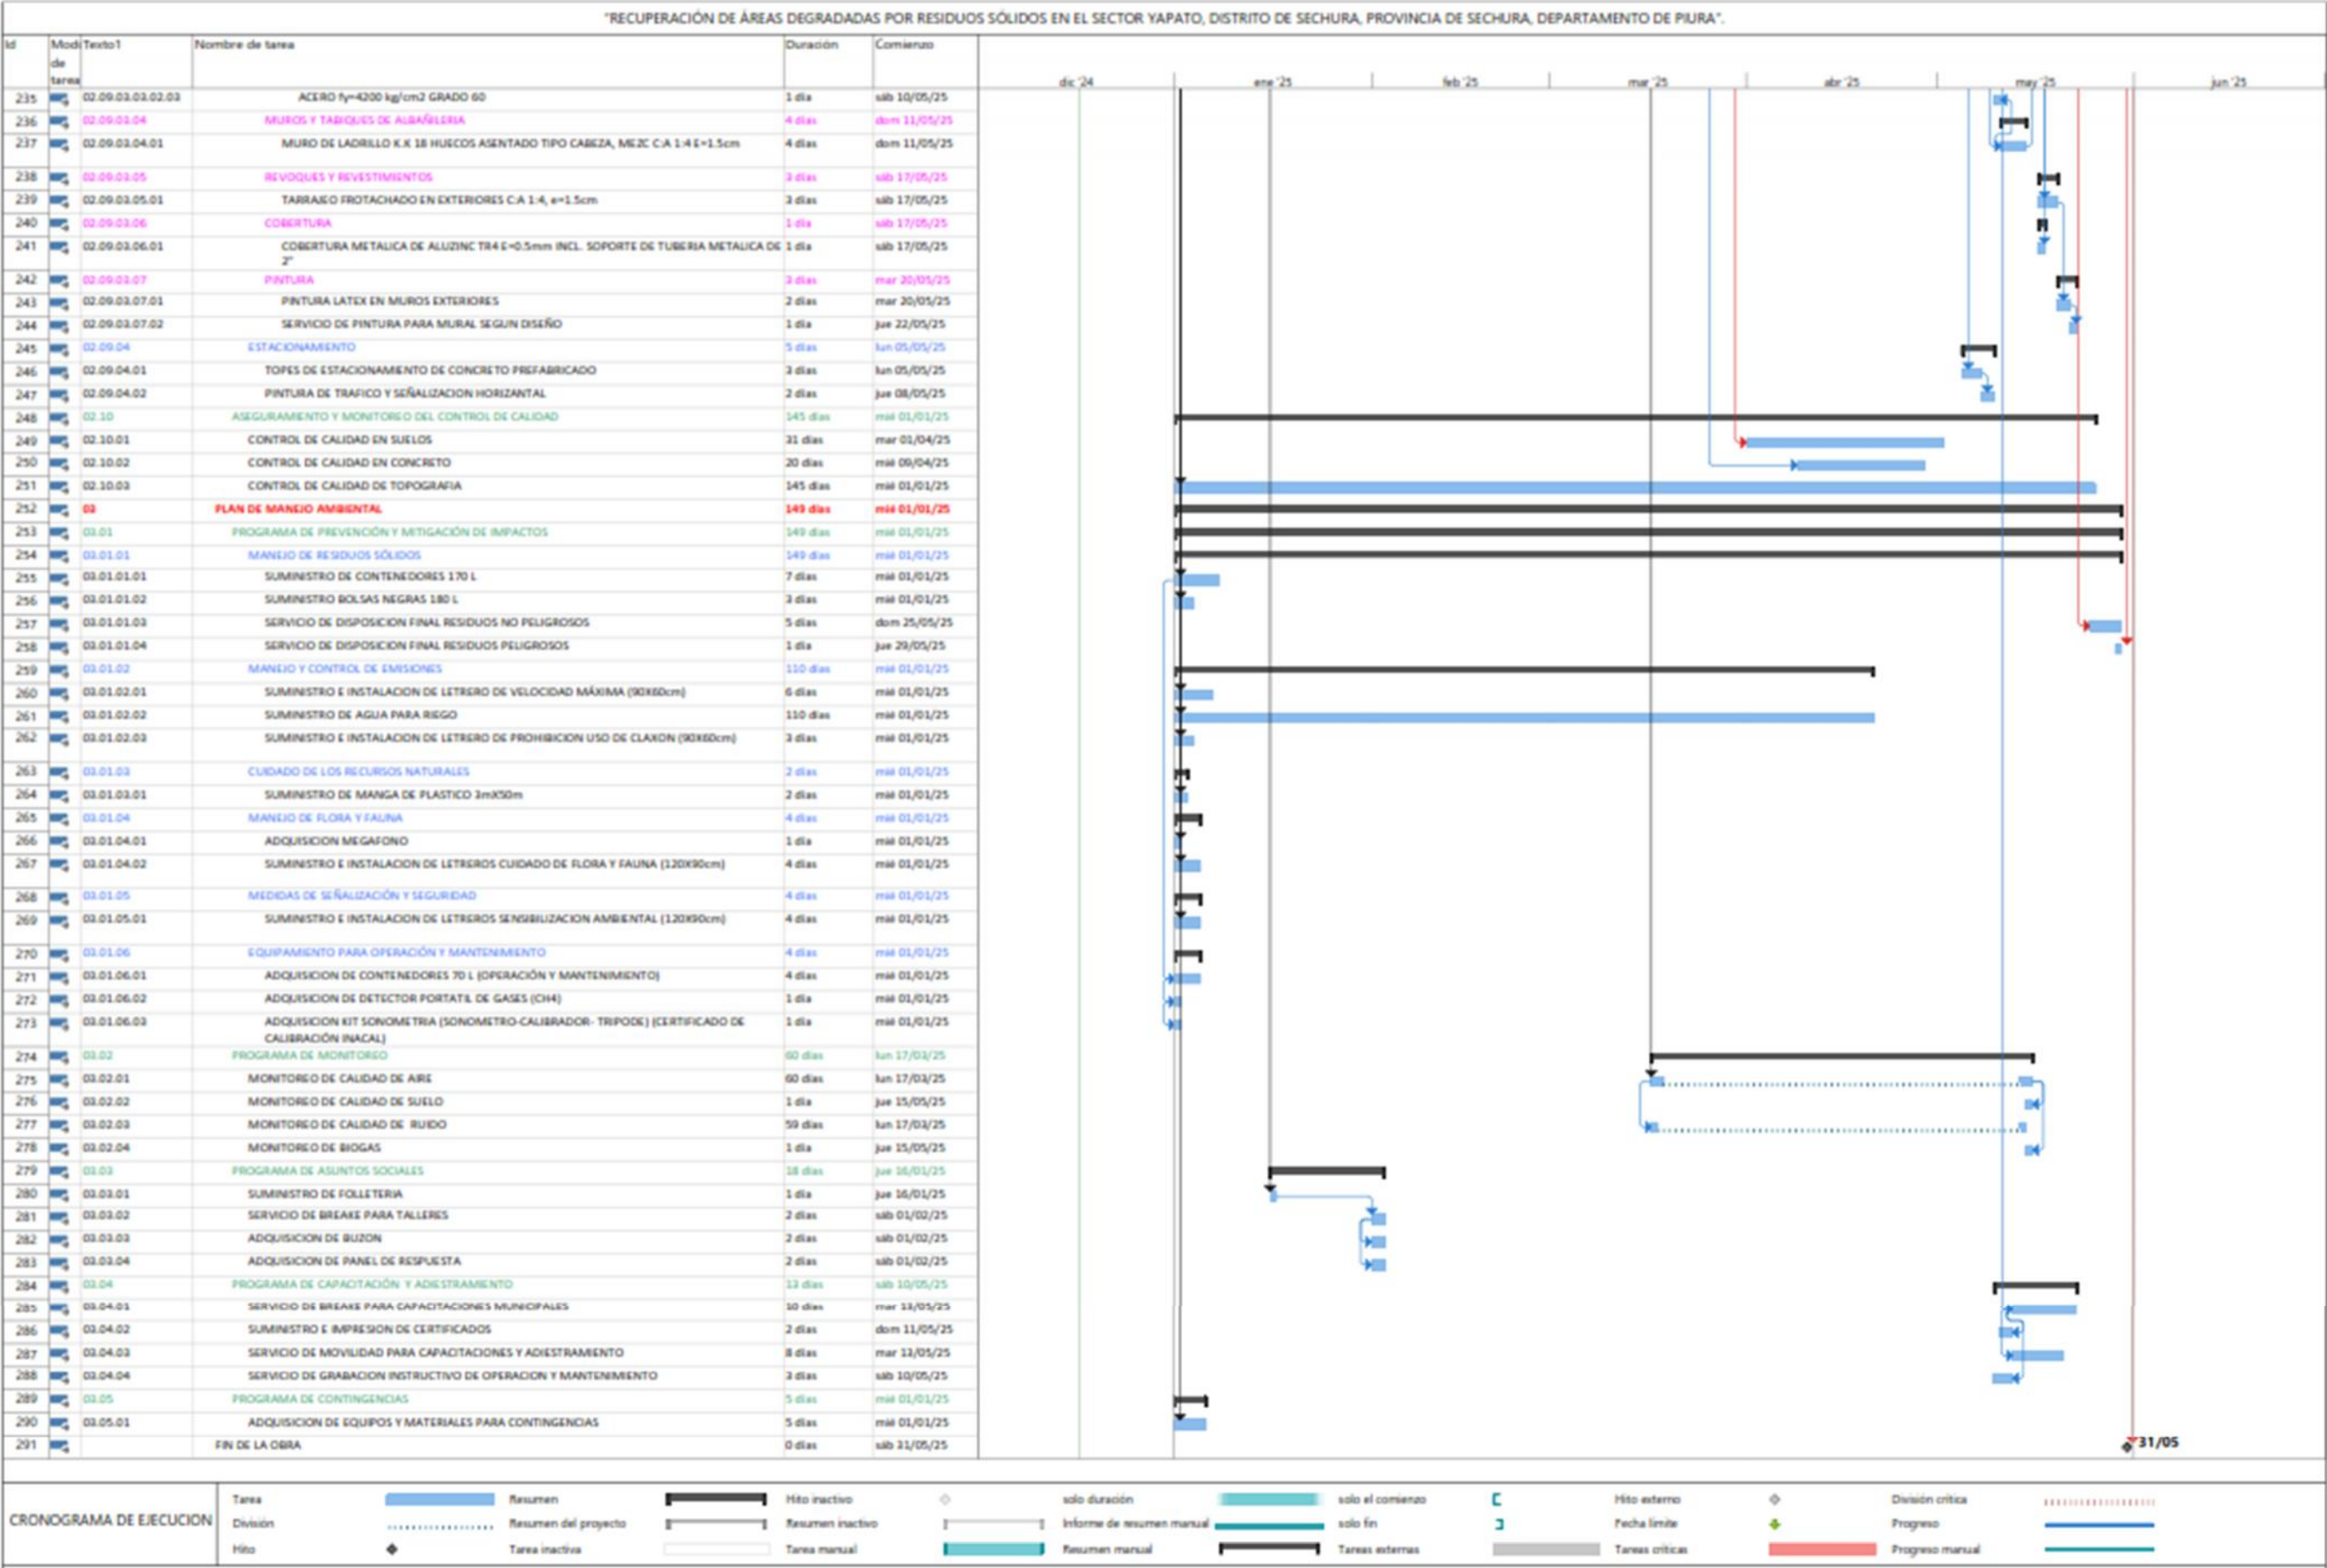 "RECUPERACIÓN DE ÁREAS DEGRADADAS POR RESIDUOS SÓLIDOS EN EL SECTOR YAPATO, DISTRITO DE SECHURA, PROVINCIA DE SECHURA, DEPARTAMENTO DE PIURA".
Id Modo de tarea Texto1 Nombre de tarea Duración Comienzo
dic '24 ene '25 feb '25 mar '25 abr '25 may '25 jun '25
235 02.09.03.03.02.03 ACERO fy=4200 kg/cm2 GRADO 60 1 día sáb 10/05/25
236 02.09.03.04 MUROS Y TABIQUES DE ALBAÑILERIA 4 días dom 11/05/25
237 02.09.03.04.01 MURO DE LADRILLO K.K 18 HUECOS ASENTADO TIPO CABEZA, MEZC C:A 1:4 E=1.5cm 4 días dom 11/05/25
238 02.09.03.05 REVOQUES Y REVESTIMIENTOS 3 días sáb 17/05/25
239 02.09.03.05.01 TARRAJEO FROTACHADO EN EXTERIORES C:A 1:4, e=1.5cm 3 días sáb 17/05/25
240 02.09.03.06 COBERTURA 1 día sáb 17/05/25
241 02.09.03.06.01 COBERTURA METALICA DE ALUZINC TR4 E=0.5mm INCL. SOPORTE DE TUBERIA METALICA DE 1 día sáb 17/05/25
2"
242 02.09.03.07 PINTURA 3 días mar 20/05/25
243 02.09.03.07.01 PINTURA LATEX EN MUROS EXTERIORES 2 días mar 20/05/25
244 02.09.03.07.02 SERVICIO DE PINTURA PARA MURAL SEGUN DISEÑO 1 día jue 22/05/25
245 02.09.04 ESTACIONAMIENTO 5 días lun 05/05/25
246 02.09.04.01 TOPES DE ESTACIONAMIENTO DE CONCRETO PREFABRICADO 3 días lun 05/05/25
247 02.09.04.02 PINTURA DE TRAFICO Y SEÑALIZACION HORIZANTAL 2 días jue 08/05/25
248 02.10 ASEGURAMIENTO Y MONITOREO DEL CONTROL DE CALIDAD 145 días mié 01/01/25
249 02.10.01 CONTROL DE CALIDAD EN SUELOS 31 días mar 01/04/25
250 02.10.02 CONTROL DE CALIDAD EN CONCRETO 20 días mié 09/04/25
251 02.10.03 CONTROL DE CALIDAD DE TOPOGRAFIA 145 días mié 01/01/25
252 03 PLAN DE MANEJO AMBIENTAL 149 días mié 01/01/25
253 03.01 PROGRAMA DE PREVENCIÓN Y MITIGACIÓN DE IMPACTOS 149 días mié 01/01/25
254 03.01.01 MANEJO DE RESIDUOS SÓLIDOS 149 días mié 01/01/25
255 03.01.01.01 SUMINISTRO DE CONTENEDORES 170 L 7 días mié 01/01/25
256 03.01.01.02 SUMINISTRO BOLSAS NEGRAS 180 L 3 días mié 01/01/25
257 03.01.01.03 SERVICIO DE DISPOSICION FINAL RESIDUOS NO PELIGROSOS 5 días dom 25/05/25
258 03.01.01.04 SERVICIO DE DISPOSICION FINAL RESIDUOS PELIGROSOS 1 día jue 29/05/25
259 03.01.02 MANEJO Y CONTROL DE EMISIONES 110 días mié 01/01/25
260 03.01.02.01 SUMINISTRO E INSTALACION DE LETRERO DE VELOCIDAD MÁXIMA (90X60cm) 6 días mié 01/01/25
261 03.01.02.02 SUMINISTRO DE AGUA PARA RIEGO 110 días mié 01/01/25
262 03.01.02.03 SUMINISTRO E INSTALACION DE LETRERO DE PROHIBICION USO DE CLAXON (90X60cm) 3 días mié 01/01/25
263 03.01.03 CUIDADO DE LOS RECURSOS NATURALES 2 días mié 01/01/25
264 03.01.03.01 SUMINISTRO DE MANGA DE PLASTICO 3mX50m 2 días mié 01/01/25
265 03.01.04 MANEJO DE FLORA Y FAUNA 4 días mié 01/01/25
266 03.01.04.01 ADQUISICION MEGAFONO 1 día mié 01/01/25
267 03.01.04.02 SUMINISTRO E INSTALACION DE LETREROS CUIDADO DE FLORA Y FAUNA (120X90cm) 4 días mié 01/01/25
268 03.01.05 MEDIDAS DE SEÑALIZACIÓN Y SEGURIDAD 4 días mié 01/01/25
269 03.01.05.01 SUMINISTRO E INSTALACION DE LETREROS SENSIBILIZACION AMBIENTAL (120X90cm) 4 días mié 01/01/25
270 03.01.06 EQUIPAMIENTO PARA OPERACIÓN Y MANTENIMIENTO 4 días mié 01/01/25
271 03.01.06.01 ADQUISICION DE CONTENEDORES 70 L (OPERACIÓN Y MANTENIMIENTO) 4 días mié 01/01/25
272 03.01.06.02 ADQUISICION DE DETECTOR PORTATIL DE GASES (CH4) 1 día mié 01/01/25
273 03.01.06.03 ADQUISICION KIT SONOMETRIA (SONOMETRO-CALIBRADOR- TRIPODE) (CERTIFICADO DE 1 día mié 01/01/25
CALIBRACIÓN INACAL)
274 03.02 PROGRAMA DE MONITOREO 60 días lun 17/03/25
275 03.02.01 MONITOREO DE CALIDAD DE AIRE 60 días lun 17/03/25
276 03.02.02 MONITOREO DE CALIDAD DE SUELO 1 día jue 15/05/25
277 03.02.03 MONITOREO DE CALIDAD DE RUIDO 59 días lun 17/03/25
278 03.02.04 MONITOREO DE BIOGAS 1 día jue 15/05/25
279 03.03 PROGRAMA DE ASUNTOS SOCIALES 18 días jue 16/01/25
280 03.03.01 SUMINISTRO DE FOLLETERIA 1 día jue 16/01/25
281 03.03.02 SERVICIO DE BREAKE PARA TALLERES 2 días sáb 01/02/25
282 03.03.03 ADQUISICION DE BUZON 2 días sáb 01/02/25
283 03.03.04 ADQUISICION DE PANEL DE RESPUESTA 2 días sáb 01/02/25
284 03.04 PROGRAMA DE CAPACITACIÓN Y ADIESTRAMIENTO 13 días sáb 10/05/25
285 03.04.01 SERVICIO DE BREAKE PARA CAPACITACIONES MUNICIPALES 10 días mar 13/05/25
286 03.04.02 SUMINISTRO E IMPRESION DE CERTIFICADOS 2 días dom 11/05/25
287 03.04.03 SERVICIO DE MOVILIDAD PARA CAPACITACIONES Y ADIESTRAMIENTO 8 días mar 13/05/25
288 03.04.04 SERVICIO DE GRABACION INSTRUCTIVO DE OPERACION Y MANTENIMIENTO 3 días sáb 10/05/25
289 03.05 PROGRAMA DE CONTINGENCIAS 5 días mié 01/01/25
290 03.05.01 ADQUISICION DE EQUIPOS Y MATERIALES PARA CONTINGENCIAS 5 días mié 01/01/25
291 FIN DE LA OBRA 0 días sáb 31/05/25
31/05
CRONOGRAMA DE EJECUCION
Tarea Resumen Hito inactivo solo duración solo el comienzo Hito externo División crítica
División Resumen del proyecto Resumen inactivo Informe de resumen manual solo fin Fecha límite Progreso
Hito Tarea inactiva Tarea manual Resumen manual Tareas externas Tareas críticas Progreso manual